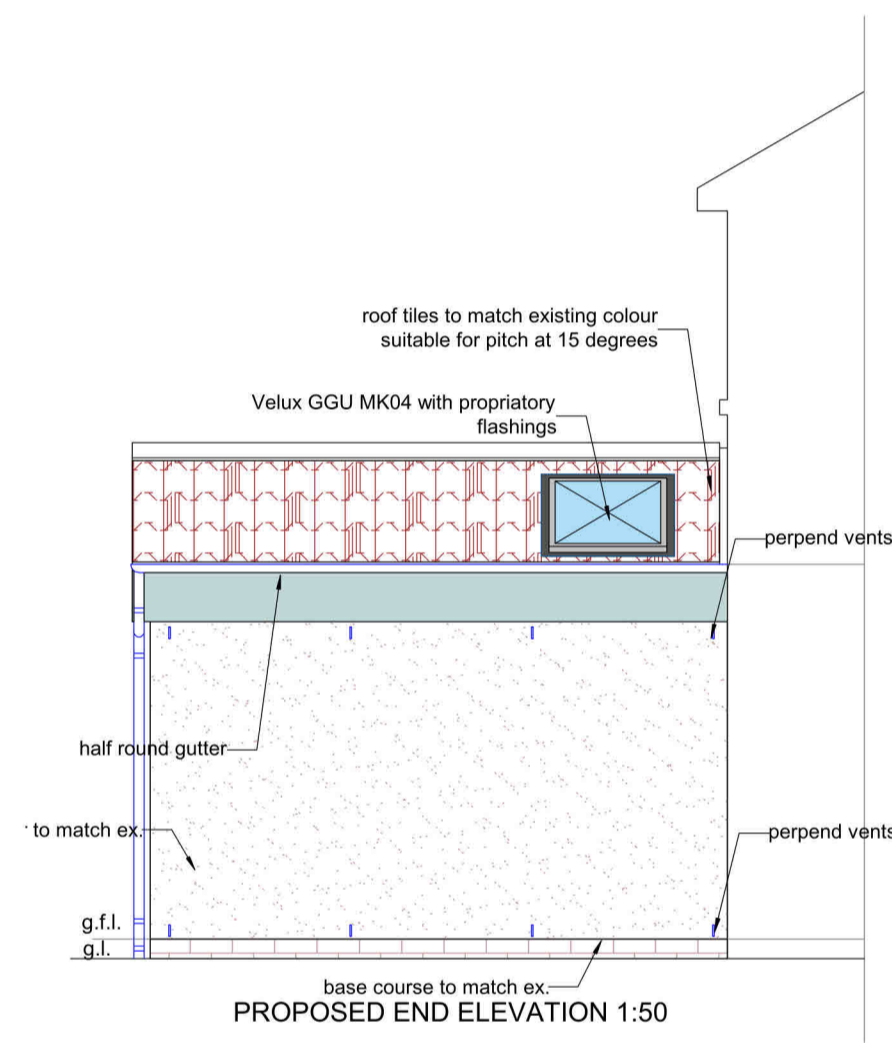 roof tiles to match existing colour
suitable for pitch at 15 degrees
Velux GGU MK04 with propriatory
flashings
perpend vents
half round gutter
to match ex.
perpend vents
g.f.l.
g.l.
base course to match ex.
PROPOSED END ELEVATION 1:50